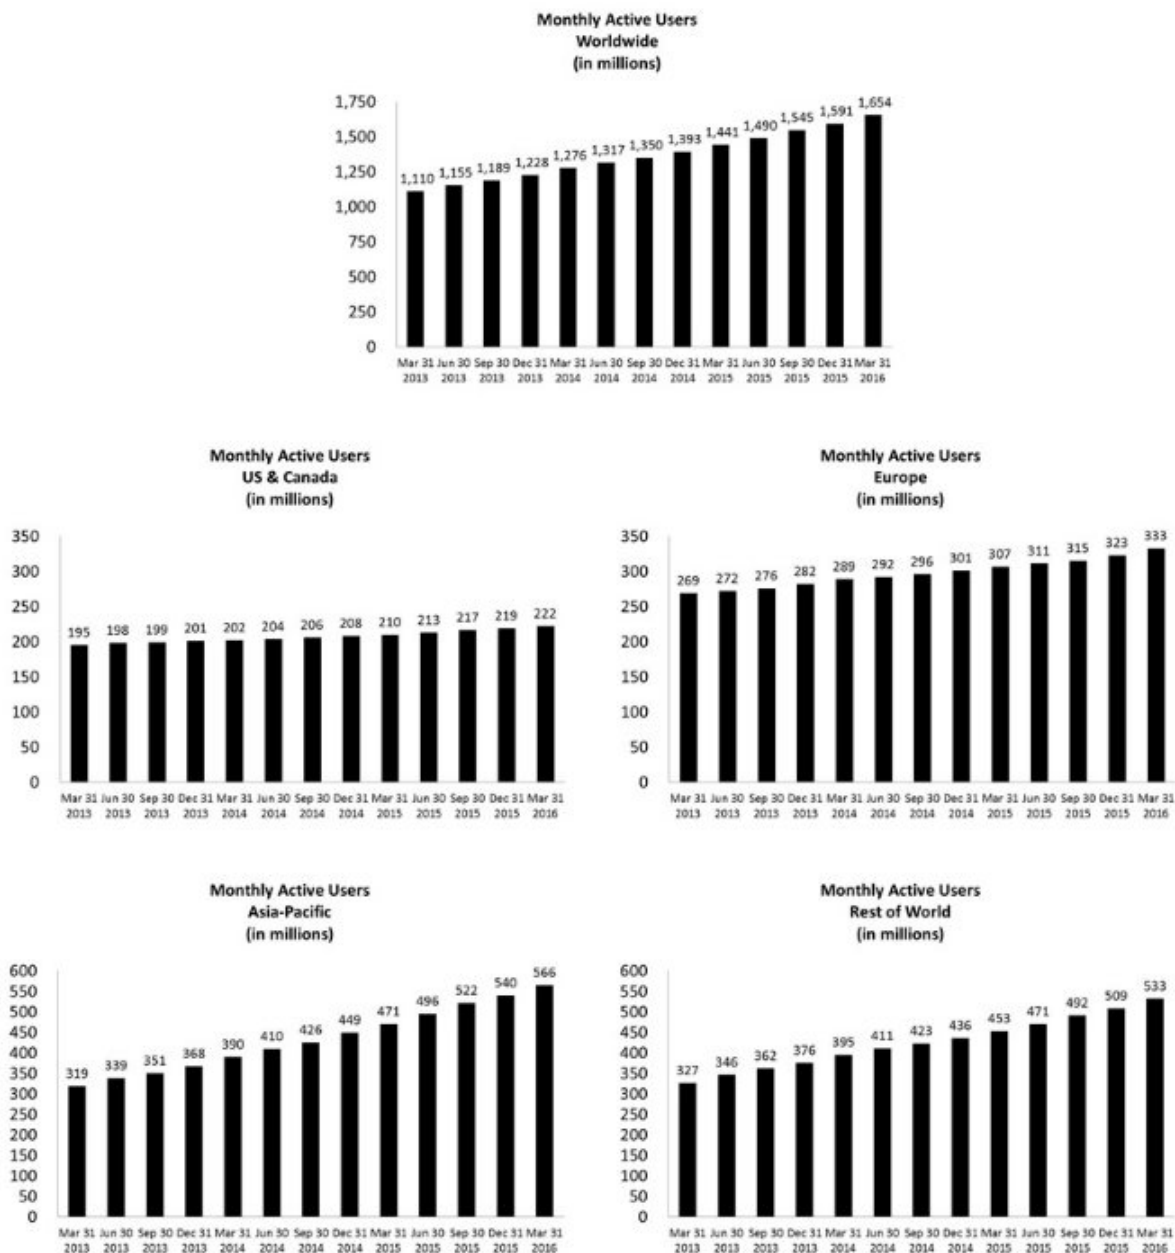 Monthly Active Users
Worldwide
(in millions)
1,750
1,500
1,250
1,000
750
500
250
0
1,110 1,155 1,189 1,228 1,276 1,317 1,350 1,393 1,441 1,490 1,545 1,591 1,654
Mar 31 Jun 30 Sep 30 Dec 31 Mar 31 Jun 30 Sep 30 Dec 31 Mar 31 Jun 30 Sep 30 Dec 31 Mar 31
2013 2013 2013 2013 2014 2014 2014 2014 2015 2015 2015 2015 2016
Monthly Active Users
US & Canada
(in millions)
350
300
250
200
150
100
50
0
195 198 199 201 202 204 206 208 210 213 217 219 222
Mar 31 Jun 30 Sep 30 Dec 31 Mar 31 Jun 30 Sep 30 Dec 31 Mar 31 Jun 30 Sep 30 Dec 31 Mar 31
2013 2013 2013 2013 2014 2014 2014 2014 2015 2015 2015 2015 2016
Monthly Active Users
Europe
(in millions)
350
300
250
200
150
100
50
0
269 272 276 282 289 292 296 301 307 311 315 323 333
Mar 31 Jun 30 Sep 30 Dec 31 Mar 31 Jun 30 Sep 30 Dec 31 Mar 31 Jun 30 Sep 30 Dec 31 Mar 31
2013 2013 2013 2013 2014 2014 2014 2014 2015 2015 2015 2015 2016
Monthly Active Users
Asia-Pacific
(in millions)
600
550
500
450
400
350
300
250
200
150
100
50
0
319 339 351 368 390 410 426 449 471 496 522 540 566
Mar 31 Jun 30 Sep 30 Dec 31 Mar 31 Jun 30 Sep 30 Dec 31 Mar 31 Jun 30 Sep 30 Dec 31 Mar 31
2013 2013 2013 2013 2014 2014 2014 2014 2015 2015 2015 2015 2016
Monthly Active Users
Rest of World
(in millions)
600
550
500
450
400
350
300
250
200
150
100
50
0
327 346 362 376 395 411 423 436 453 471 492 509 533
Mar 31 Jun 30 Sep 30 Dec 31 Mar 31 Jun 30 Sep 30 Dec 31 Mar 31 Jun 30 Sep 30 Dec 31 Mar 31
2013 2013 2013 2013 2014 2014 2014 2014 2015 2015 2015 2015 2016